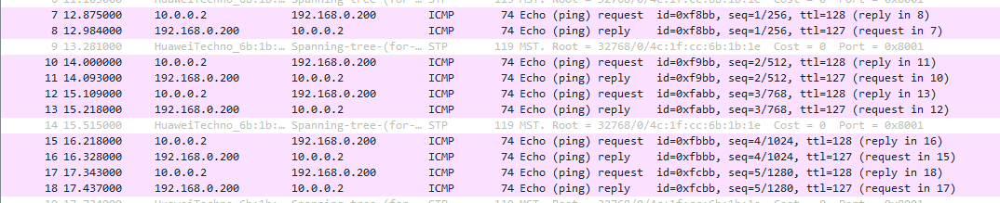 7 12.875000 10.0.0.2 192.168.0.200 ICMP 74 Echo (ping) request id=0xf8bb, seq=1/256, ttl=128 (reply in 8)
8 12.984000 192.168.0.200 10.0.0.2 ICMP 74 Echo (ping) reply id=0xf8bb, seq=1/256, ttl=127 (request in 7)
9 13.281000 HuaweiTechno_6b:1b:… Spanning-tree-(for-… STP 119 MST. Root = 32768/0/4c:1f:cc:6b:1b:1e Cost = 0 Port = 0x8001
10 14.000000 10.0.0.2 192.168.0.200 ICMP 74 Echo (ping) request id=0xf9bb, seq=2/512, ttl=128 (reply in 11)
11 14.093000 192.168.0.200 10.0.0.2 ICMP 74 Echo (ping) reply id=0xf9bb, seq=2/512, ttl=127 (request in 10)
12 15.109000 10.0.0.2 192.168.0.200 ICMP 74 Echo (ping) request id=0xfabb, seq=3/768, ttl=128 (reply in 13)
13 15.218000 192.168.0.200 10.0.0.2 ICMP 74 Echo (ping) reply id=0xfabb, seq=3/768, ttl=127 (request in 12)
14 15.515000 HuaweiTechno_6b:1b:… Spanning-tree-(for-… STP 119 MST. Root = 32768/0/4c:1f:cc:6b:1b:1e Cost = 0 Port = 0x8001
15 16.218000 10.0.0.2 192.168.0.200 ICMP 74 Echo (ping) request id=0xfbbb, seq=4/1024, ttl=128 (reply in 16)
16 16.328000 192.168.0.200 10.0.0.2 ICMP 74 Echo (ping) reply id=0xfbbb, seq=4/1024, ttl=127 (request in 15)
17 17.343000 10.0.0.2 192.168.0.200 ICMP 74 Echo (ping) request id=0xfcbb, seq=5/1280, ttl=128 (reply in 18)
18 17.437000 192.168.0.200 10.0.0.2 ICMP 74 Echo (ping) reply id=0xfcbb, seq=5/1280, ttl=127 (request in 17)